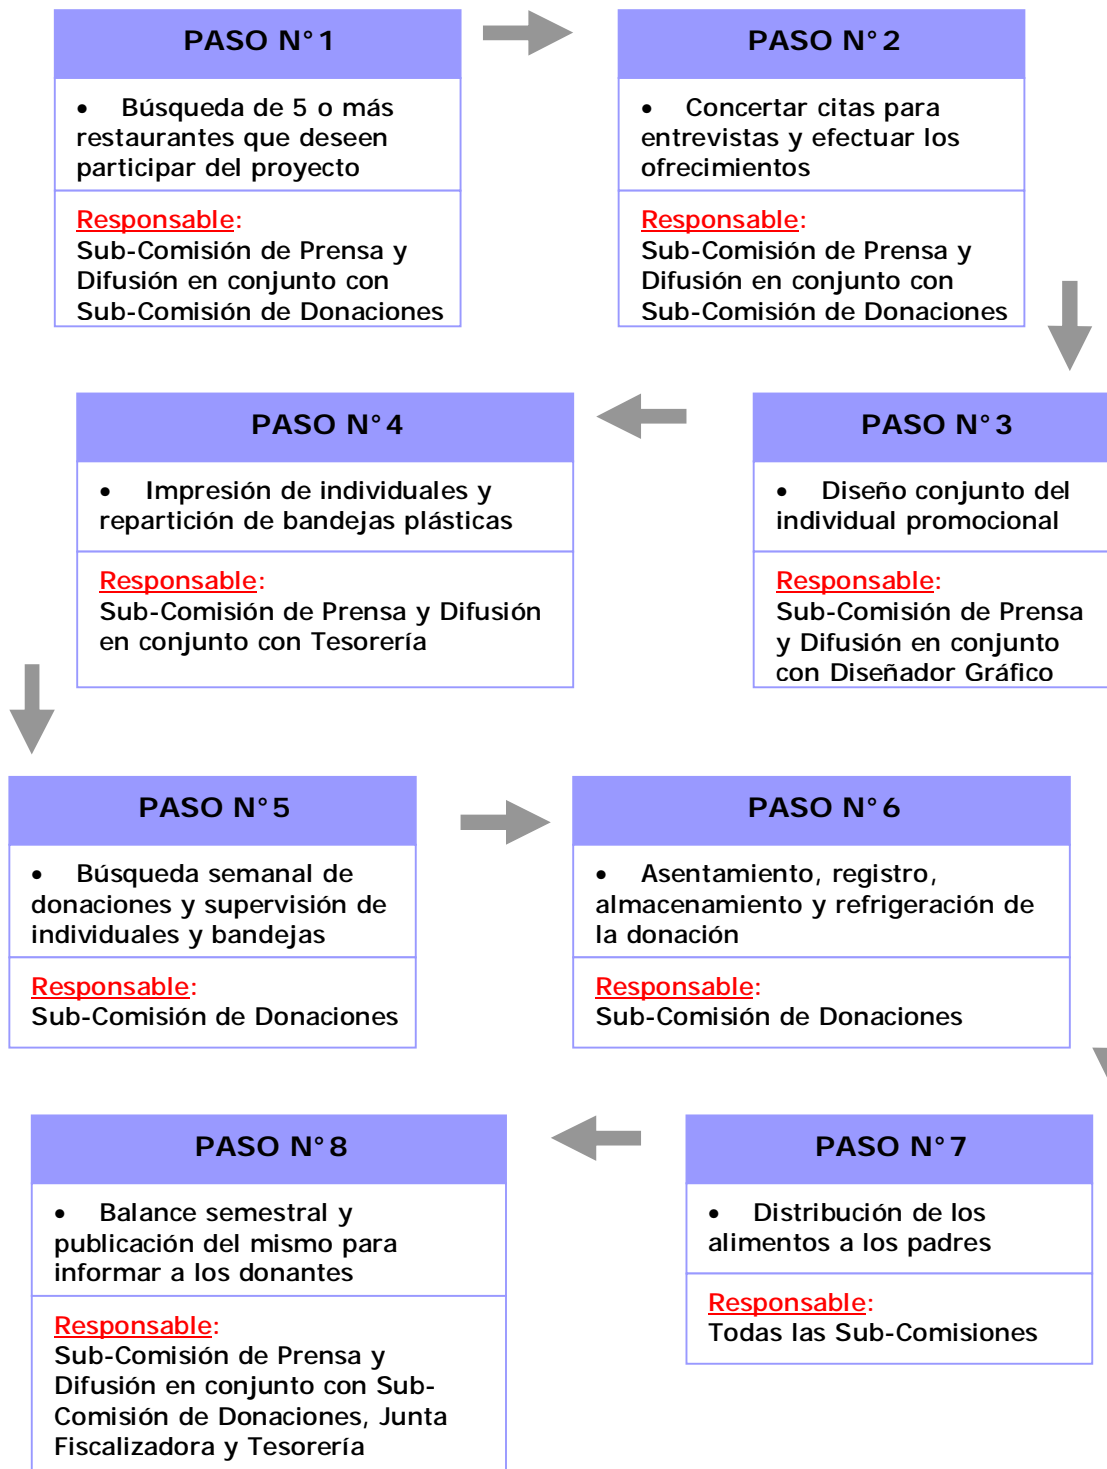 PASO N° 1
• Búsqueda de 5 o más
restaurantes que deseen
participar del proyecto
Responsable:
Sub-Comisión de Prensa y
Difusión en conjunto con
Sub-Comisión de Donaciones
PASO N° 2
• Concertar citas para
entrevistas y efectuar los
ofrecimientos
Responsable:
Sub-Comisión de Prensa y
Difusión en conjunto con
Sub-Comisión de Donaciones
PASO N° 3
• Diseño conjunto del
individual promocional
Responsable:
Sub-Comisión de Prensa
y Difusión en conjunto
con Diseñador Gráfico
PASO N° 4
• Impresión de individuales y
repartición de bandejas plásticas
Responsable:
Sub-Comisión de Prensa y Difusión
en conjunto con Tesorería
PASO N° 5
• Búsqueda semanal de
donaciones y supervisión de
individuales y bandejas
Responsable:
Sub-Comisión de Donaciones
PASO N° 6
• Asentamiento, registro,
almacenamiento y refrigeración de
la donación
Responsable:
Sub-Comisión de Donaciones
PASO N° 7
• Distribución de los
alimentos a los padres
Responsable:
Todas las Sub-Comisiones
PASO N° 8
• Balance semestral y
publicación del mismo para
informar a los donantes
Responsable:
Sub-Comisión de Prensa y
Difusión en conjunto con Sub-
Comisión de Donaciones, Junta
Fiscalizadora y Tesorería